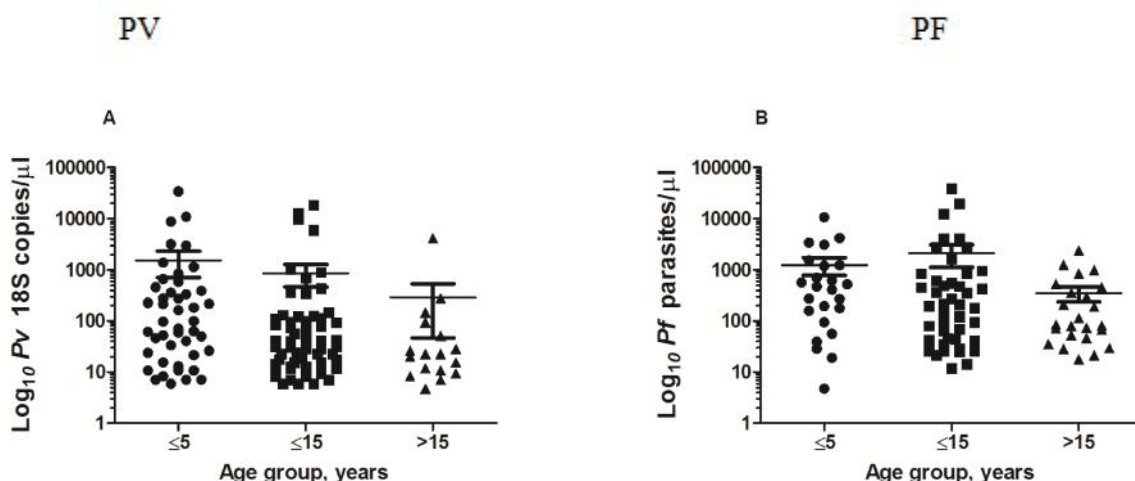 PV
PF
A
B
Log10 Pv 18S copies/µl
100000
10000
1000
100
10
1
≤5
≤15
>15
Age group, years
Log10 Pf parasites/µl
100000
10000
1000
100
10
1
≤5
≤15
>15
Age group, years